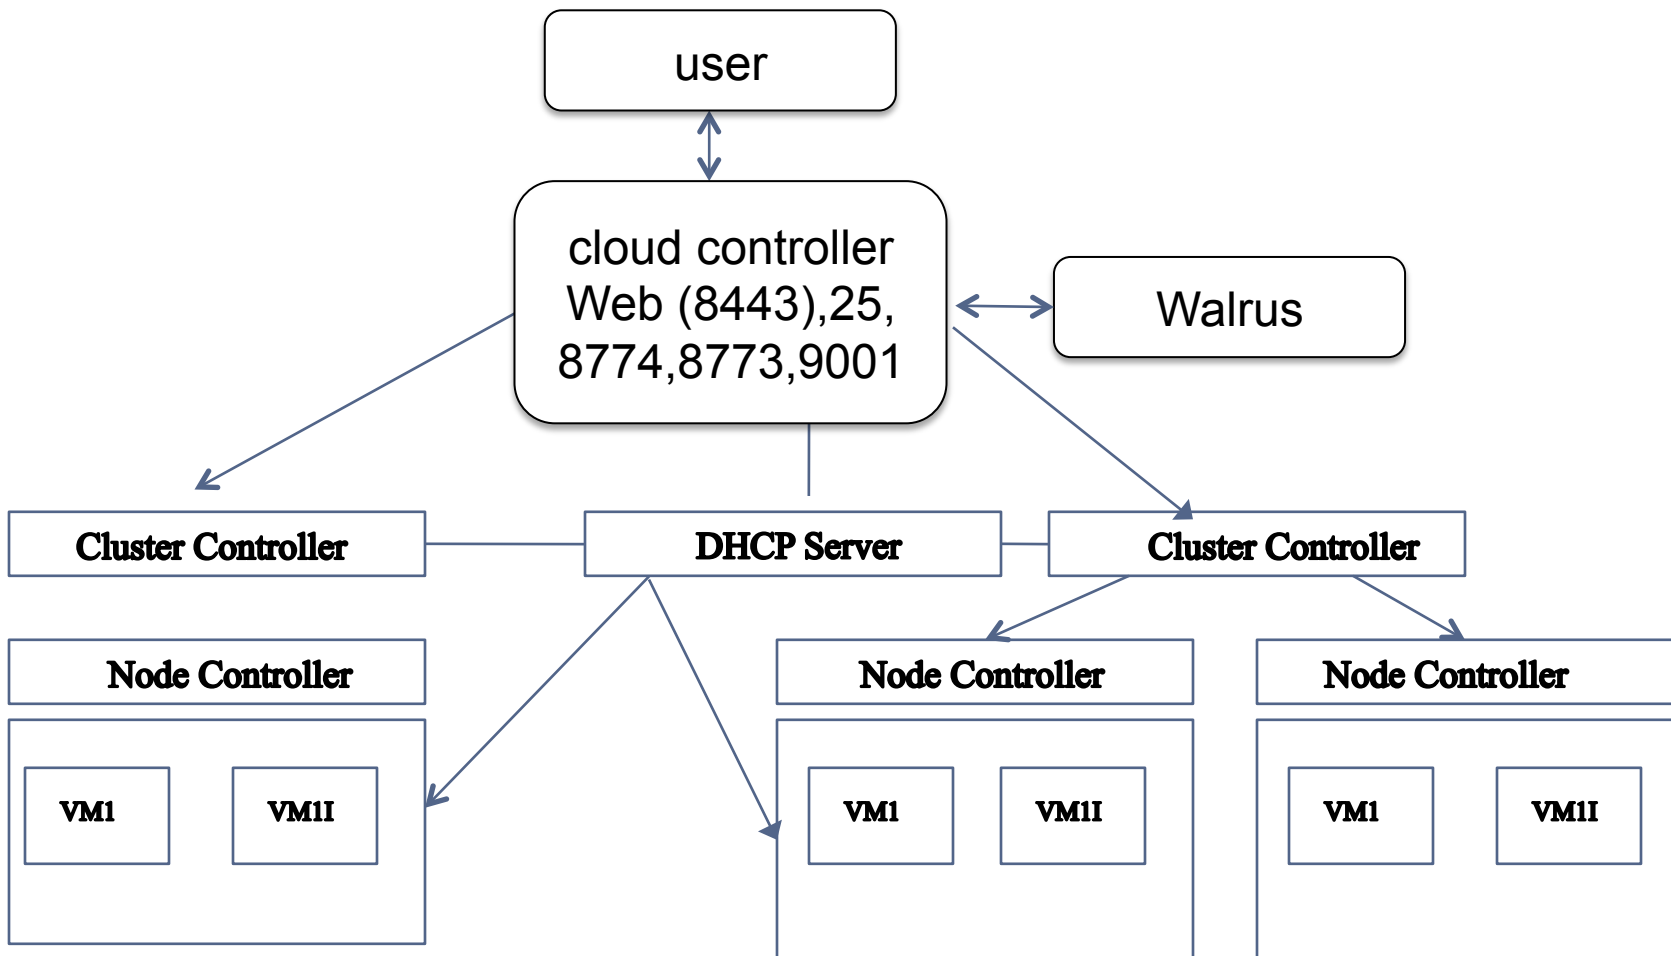 user
cloud controller
Web (8443),25,
8774,8773,9001
Walrus
Cluster Controller
DHCP Server
Cluster Controller
Node Controller
Node Controller
Node Controller
VM1
VM1I
VM1
VM1I
VM1
VM1I